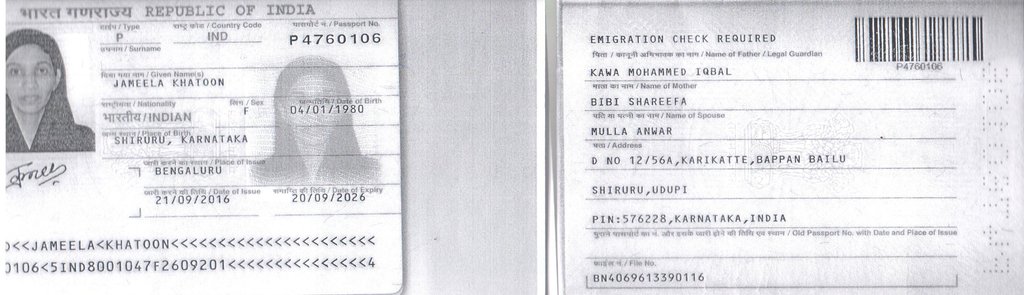 भारत गणराज्य REPUBLIC OF INDIA
टाईप / Type
राष्ट्र कोड / Country Code
पासपोर्ट नं. / Passport No.
P
IND
P4760106
उपनाम / Surname
दिया गया नाम / Given Name(s)
JAMEELA KHATOON
राष्ट्रीयता / Nationality
लिंग / Sex
जन्मतिथि / Date of Birth
भारतीय/INDIAN
F
04/01/1980
जन्म स्थान / Place of Birth
SHIRURU, KARNATAKA
जारी करने का स्थान / Place of Issue
BENGALURU
जारी करने की तिथि / Date of Issue
समाप्ति की तिथि / Date of Expiry
21/09/2016
20/09/2026
<<JAMEELA<KHATOON<<<<<<<<<<<<<<<<<<<<<<<
0106<5IND8001047F2609201<<<<<<<<<<<<<<<4
EMIGRATION CHECK REQUIRED
P4760106
पिता / कानूनी अभिभावक का नाम / Name of Father / Legal Guardian
KAWA MOHAMMED IQBAL
माता का नाम / Name of Mother
BIBI SHAREEFA
पति या पत्नी का नाम / Name of Spouse
MULLA ANWAR
पता / Address
D NO 12/56A,KARIKATTE,BAPPAN BAILU
SHIRURU,UDUPI
PIN:576228,KARNATAKA,INDIA
पुराने पासपोर्ट का नं. और इसके जारी होने की तिथि एवं स्थान / Old Passport No. with Date and Place of Issue
फाईल नं. / File No.
BN4069613390116